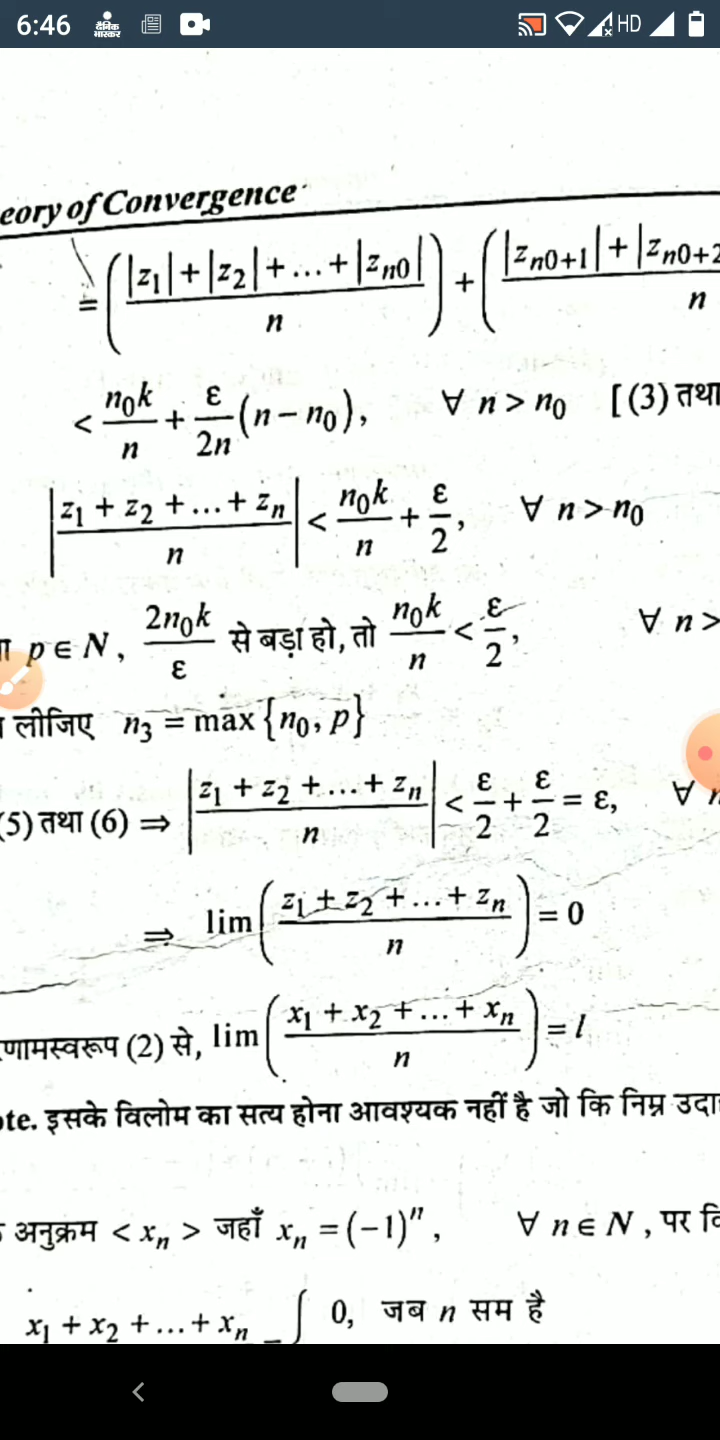 6:46 दैनिक भास्कर HD
eory of Convergence
= (|z₁| + |z₂| + ... + |zₙ₀| / n) + (|zₙ₀₊₁| + |zₙ₀₊₂ / n
< n₀k/n + ε/2n (n − n₀), ∀ n > n₀ [(3) तथा
|z₁ + z₂ + ... + zₙ / n| < n₀k/n + ε/2, ∀ n > n₀
p ∈ N, 2n₀k/ε से बड़ा हो, तो n₀k/n < ε/2, ∀ n >
लीजिए n₃ = max {n₀, p}
(5) तथा (6) ⇒ |z₁ + z₂ + ... + zₙ / n| < ε/2 + ε/2 = ε, ∀ n
⇒ lim (z₁ + z₂ + ... + zₙ / n) = 0
णामस्वरूप (2) से, lim (x₁ + x₂ + ... + xₙ / n) = l
ote. इसके विलोम का सत्य होना आवश्यक नहीं है जो कि निम्न उदा
अनुक्रम < xₙ > जहाँ xₙ = (−1)ⁿ, ∀ n ∈ N, पर वि
x₁ + x₂ + ... + xₙ = { 0, जब n सम है